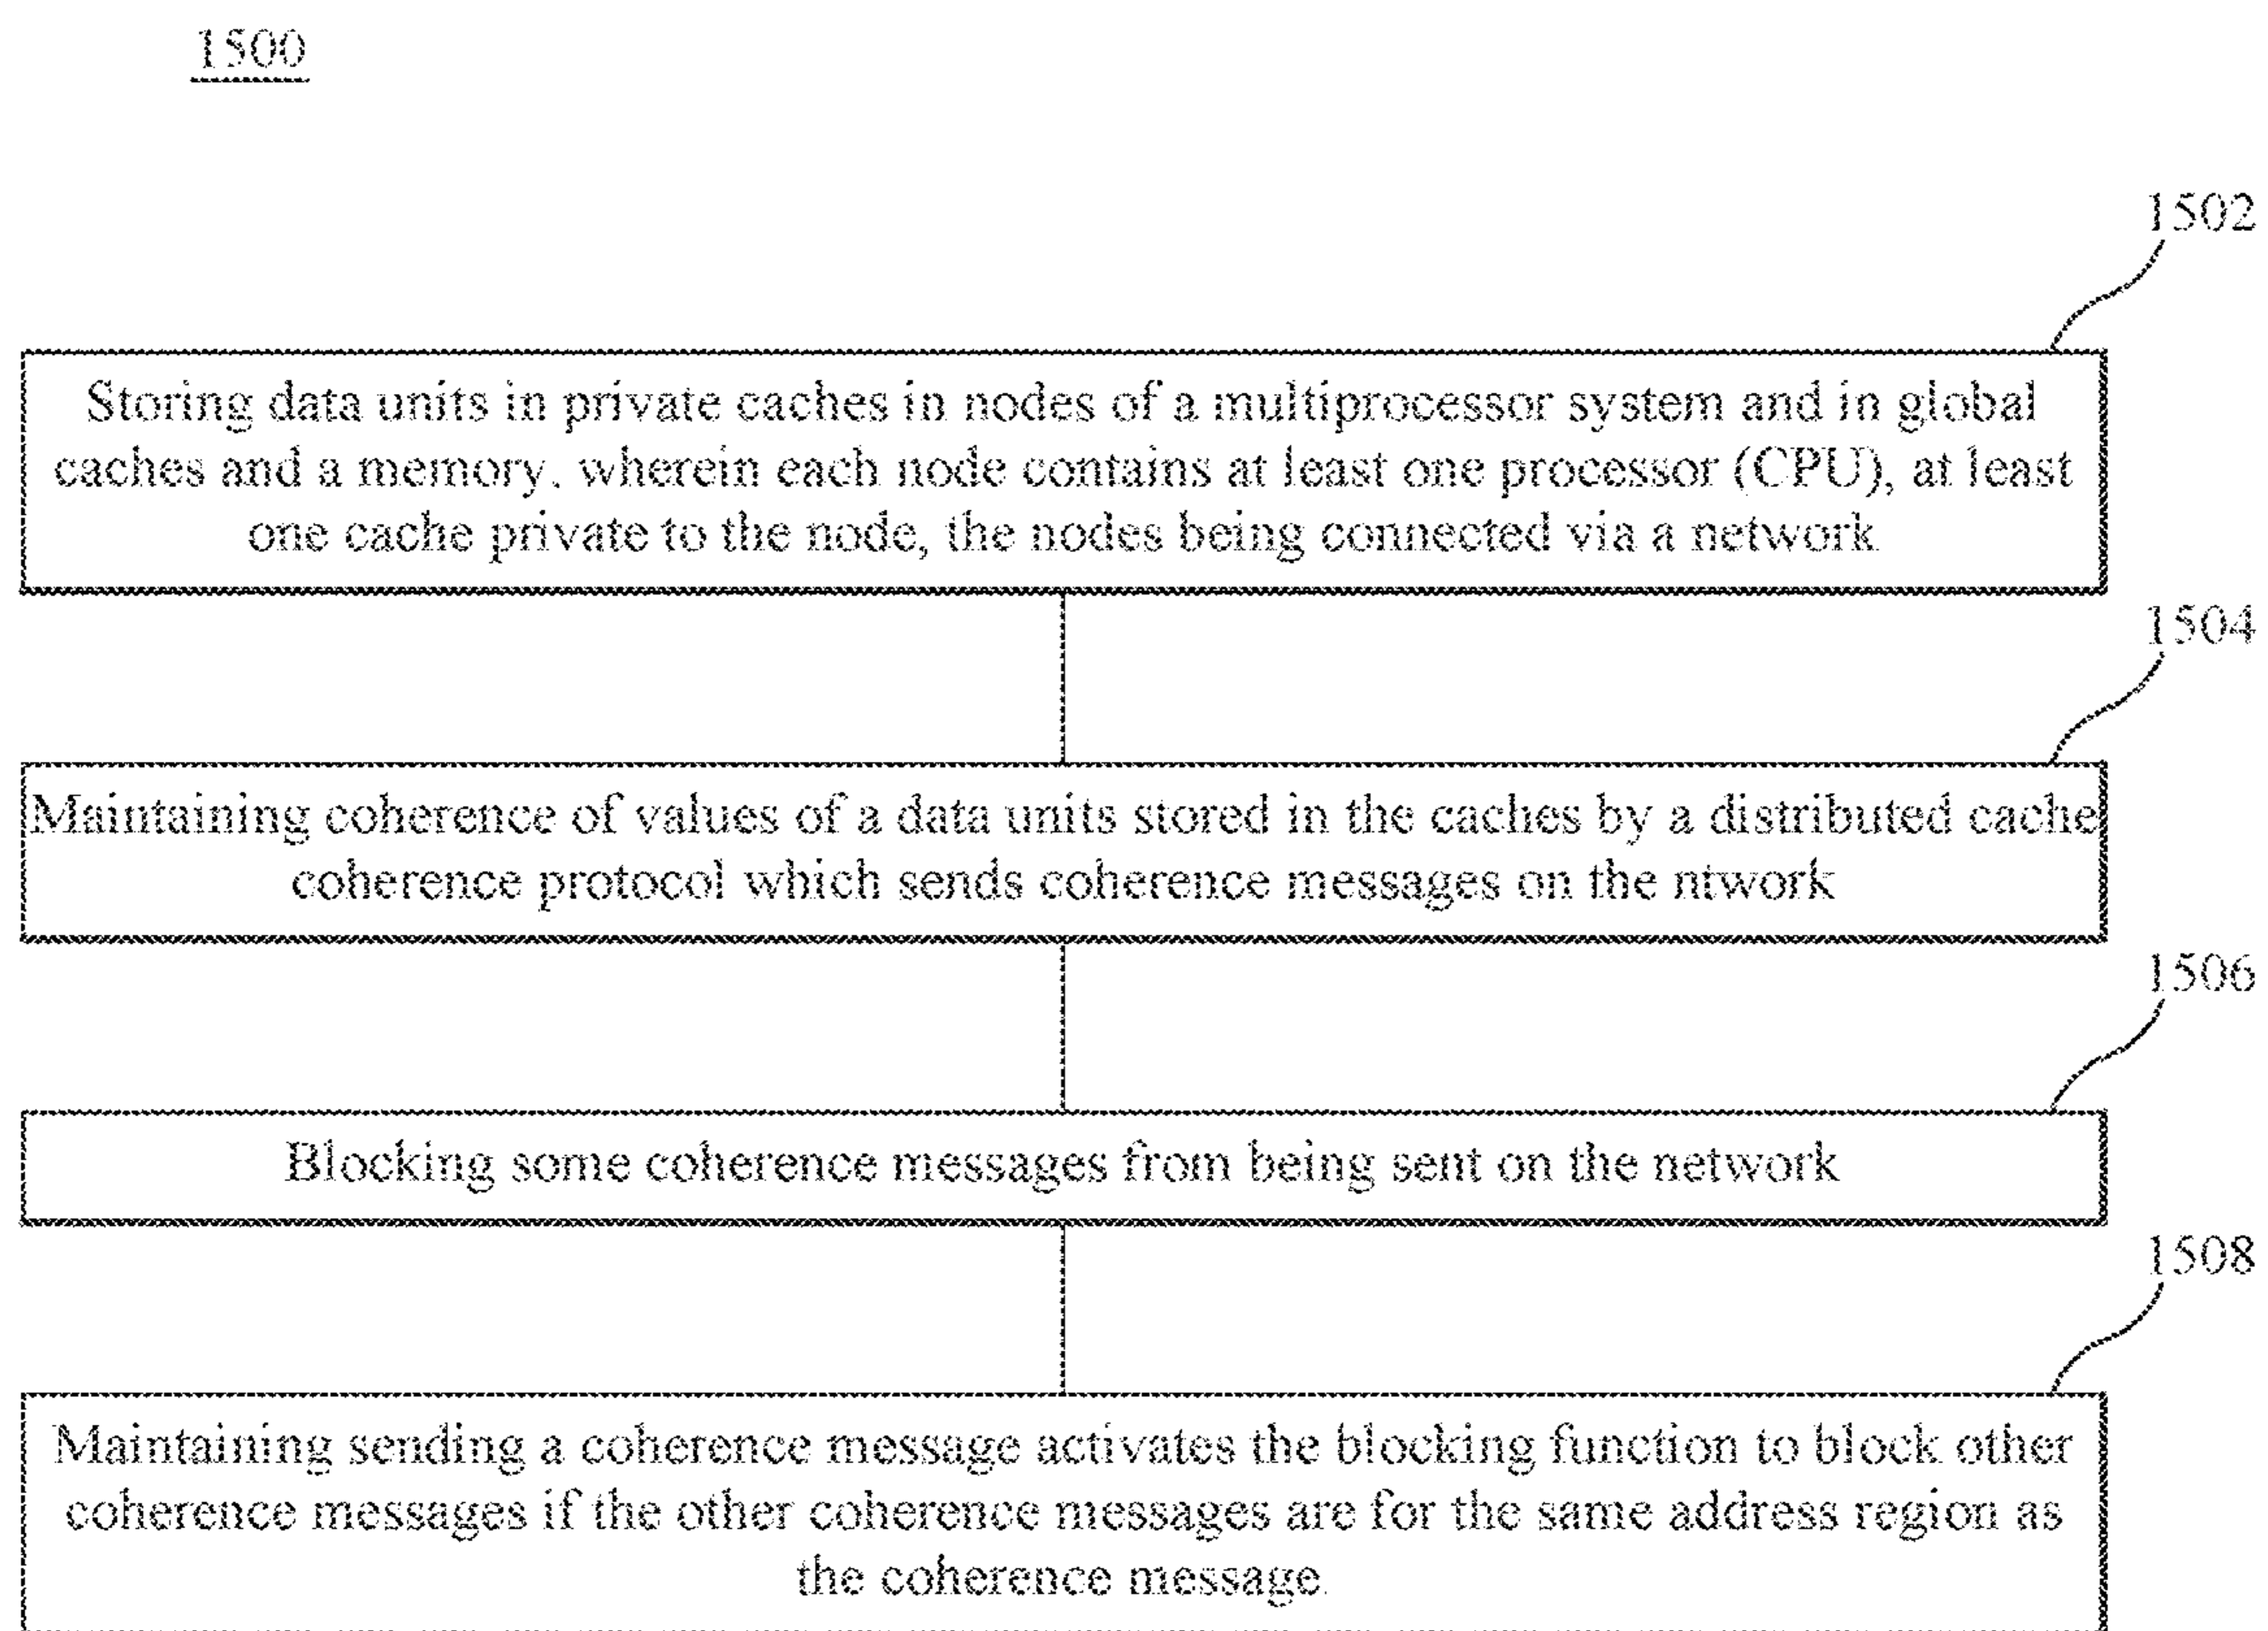 1500
1502
Storing data units in private caches in nodes of a multiprocessor system and in global
caches and a memory, wherein each node contains at least one processor (CPU), at least
one cache private to the node, the nodes being connected via a network
1504
Maintaining coherence of values of a data units stored in the caches by a distributed cache
coherence protocol which sends coherence messages on the ntwork
1506
Blocking some coherence messages from being sent on the network
1508
Maintaining sending a coherence message activates the blocking function to block other
coherence messages if the other coherence messages are for the same address region as
the coherence message.